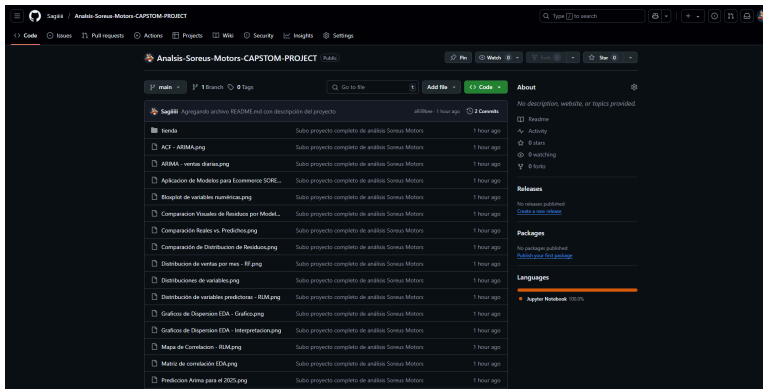 Sagiiii / Analsis-Soreus-Motors-CAPSTOM-PROJECT
Type / to search
Code Issues Pull requests Actions Projects Wiki Security Insights Settings
Analsis-Soreus-Motors-CAPSTOM-PROJECT Public
Pin Watch 0 Fork 0 Star 0
main 1 Branch 0 Tags
Go to file t Add file Code
Sagiiii Agregando archivo README.md con descripción del proyecto 1 hour ago 2 Commits
tienda Subo proyecto completo de análisis Soreus Motors 1 hour ago
ACF - ARIMA.png Subo proyecto completo de análisis Soreus Motors 1 hour ago
ARIMA - ventas diarias.png Subo proyecto completo de análisis Soreus Motors 1 hour ago
Aplicacion de Modelos para Ecommerce SORE... Subo proyecto completo de análisis Soreus Motors 1 hour ago
Bloxplot de variables numéricas.png Subo proyecto completo de análisis Soreus Motors 1 hour ago
Comparacion Visuales de Residuos por Model... Subo proyecto completo de análisis Soreus Motors 1 hour ago
Comparación Reales vs. Predichos.png Subo proyecto completo de análisis Soreus Motors 1 hour ago
Comparación de Distribucion de Residuos.png Subo proyecto completo de análisis Soreus Motors 1 hour ago
Distribucion de ventas por mes - RF.png Subo proyecto completo de análisis Soreus Motors 1 hour ago
Distribuciones de variables.png Subo proyecto completo de análisis Soreus Motors 1 hour ago
Distribución de variables predictoras - RLM.png Subo proyecto completo de análisis Soreus Motors 1 hour ago
Graficos de Dispersion EDA - Grafico.png Subo proyecto completo de análisis Soreus Motors 1 hour ago
Graficos de Dispersion EDA - Interpretacion.png Subo proyecto completo de análisis Soreus Motors 1 hour ago
Mapa de Correlacion - RLM.png Subo proyecto completo de análisis Soreus Motors 1 hour ago
Matriz de correlación EDA.png Subo proyecto completo de análisis Soreus Motors 1 hour ago
Prediccion Arima para el 2025.png Subo proyecto completo de análisis Soreus Motors 1 hour ago
About
No description, website, or topics provided.
Readme
Activity
0 stars
0 watching
0 forks
Releases
No releases published
Create a new release
Packages
No packages published
Publish your first package
Languages
Jupyter Notebook 100.0%